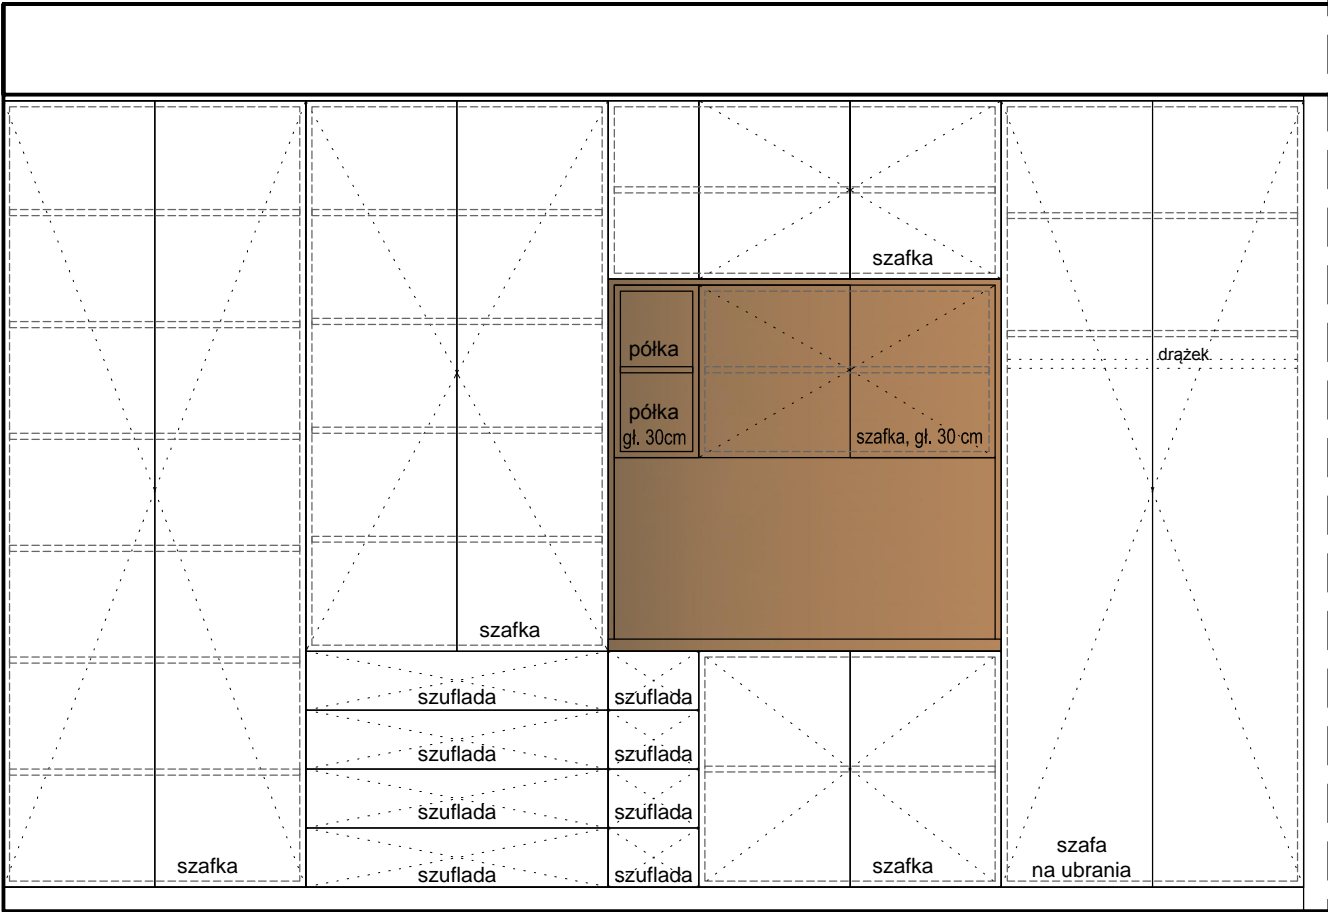 szafka
drążek
półka
półka
gł. 30cm
szafka, gł. 30 cm
szafka
szuflada
szuflada
szuflada
szuflada
szuflada
szuflada
szafka
szuflada
szuflada
szafka
szafa
na ubrania